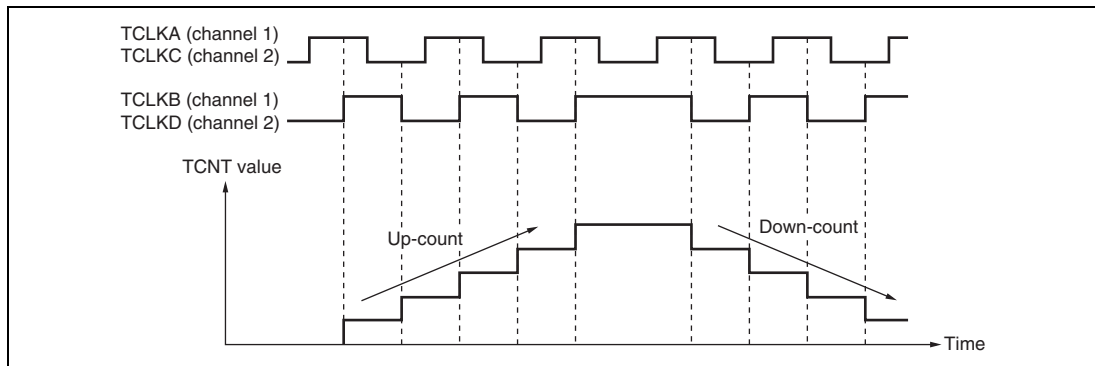 TCLKA (channel 1)
TCLKC (channel 2)
TCLKB (channel 1)
TCLKD (channel 2)
TCNT value
Up-count
Down-count
Time